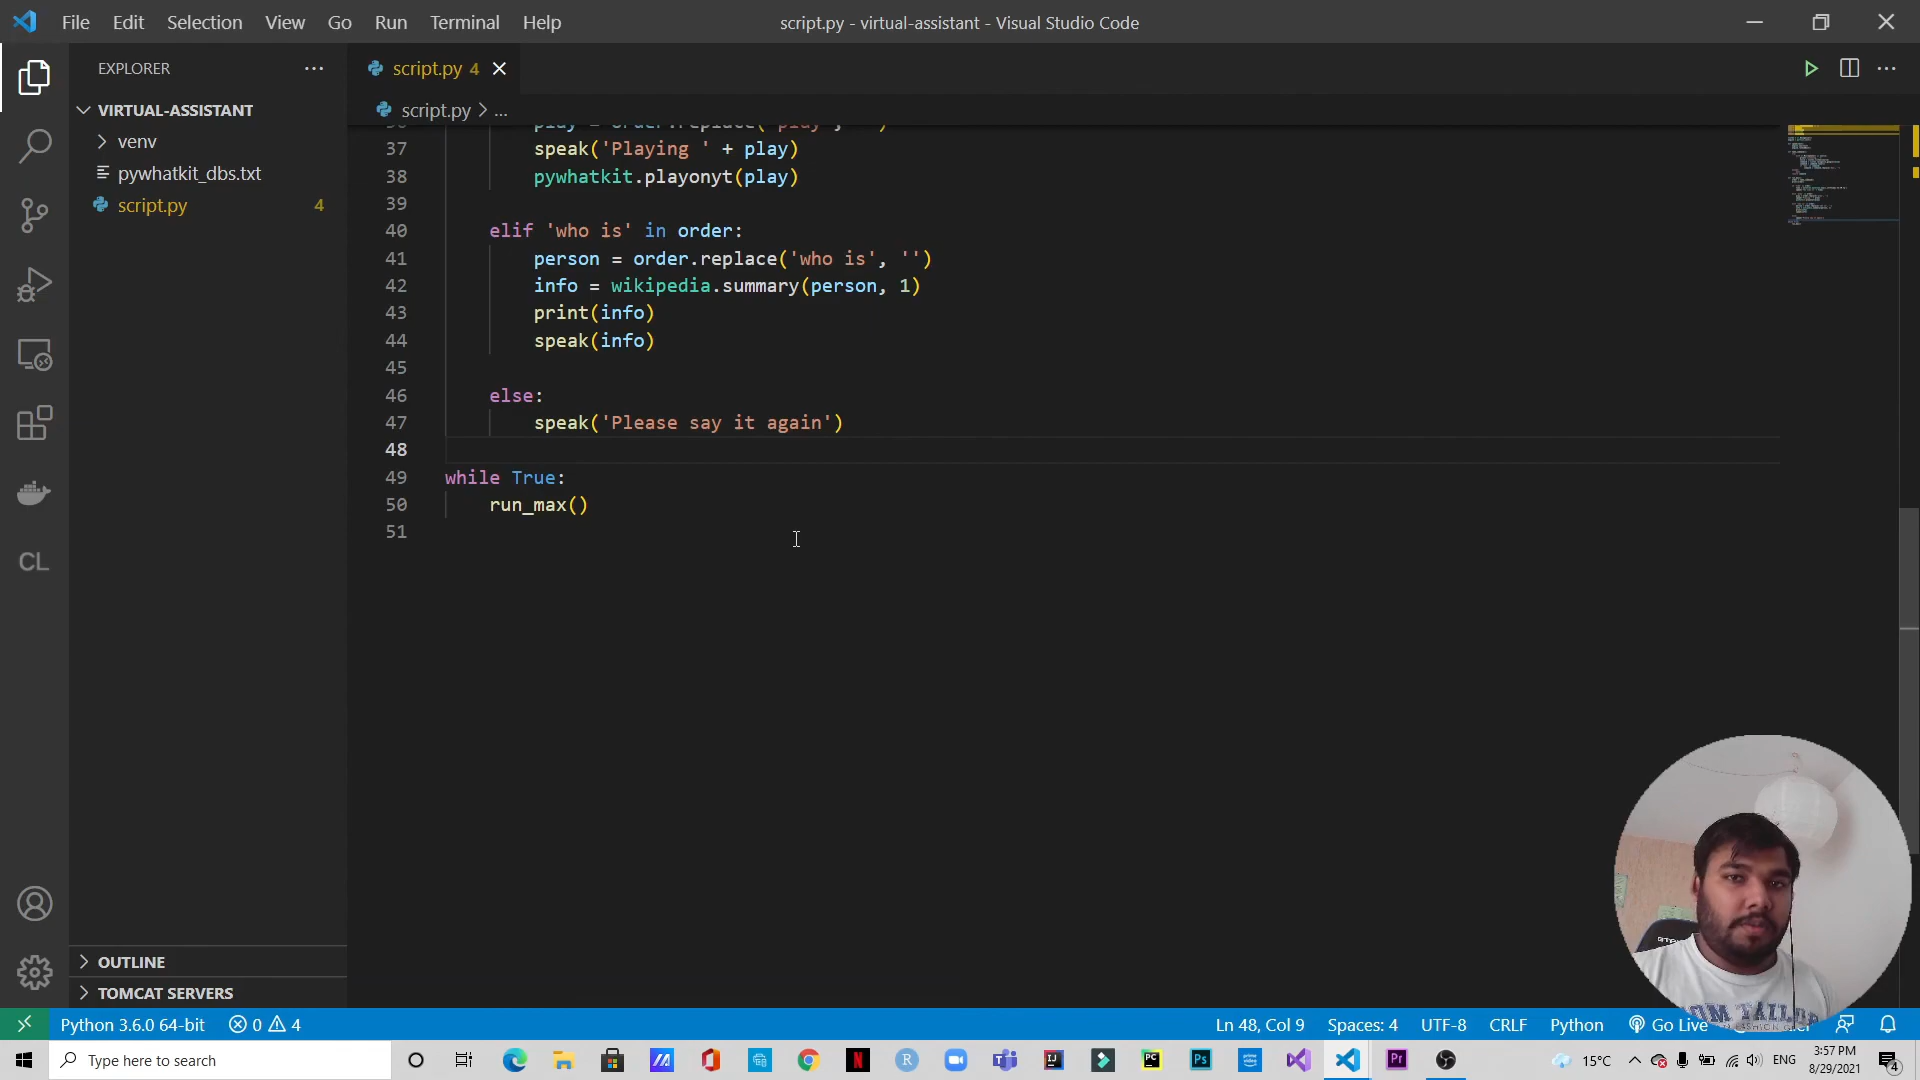 File Edit Selection View Go Run Terminal Help
script.py - virtual-assistant - Visual Studio Code
EXPLORER
VIRTUAL-ASSISTANT
venv
pywhatkit_dbs.txt
script.py 4
OUTLINE
TOMCAT SERVERS
CL
script.py 4
script.py > ...
37 speak('Playing ' + play)
38 pywhatkit.playonyt(play)
39
40 elif 'who is' in order:
41 person = order.replace('who is', '')
42 info = wikipedia.summary(person, 1)
43 print(info)
44 speak(info)
45
46 else:
47 speak('Please say it again')
48
49 while True:
50 run_max()
51
Python 3.6.0 64-bit 0 4
Ln 48, Col 9 Spaces: 4 UTF-8 CRLF Python Go Live
Type here to search
15°C ENG
3:57 PM
8/29/2021
4